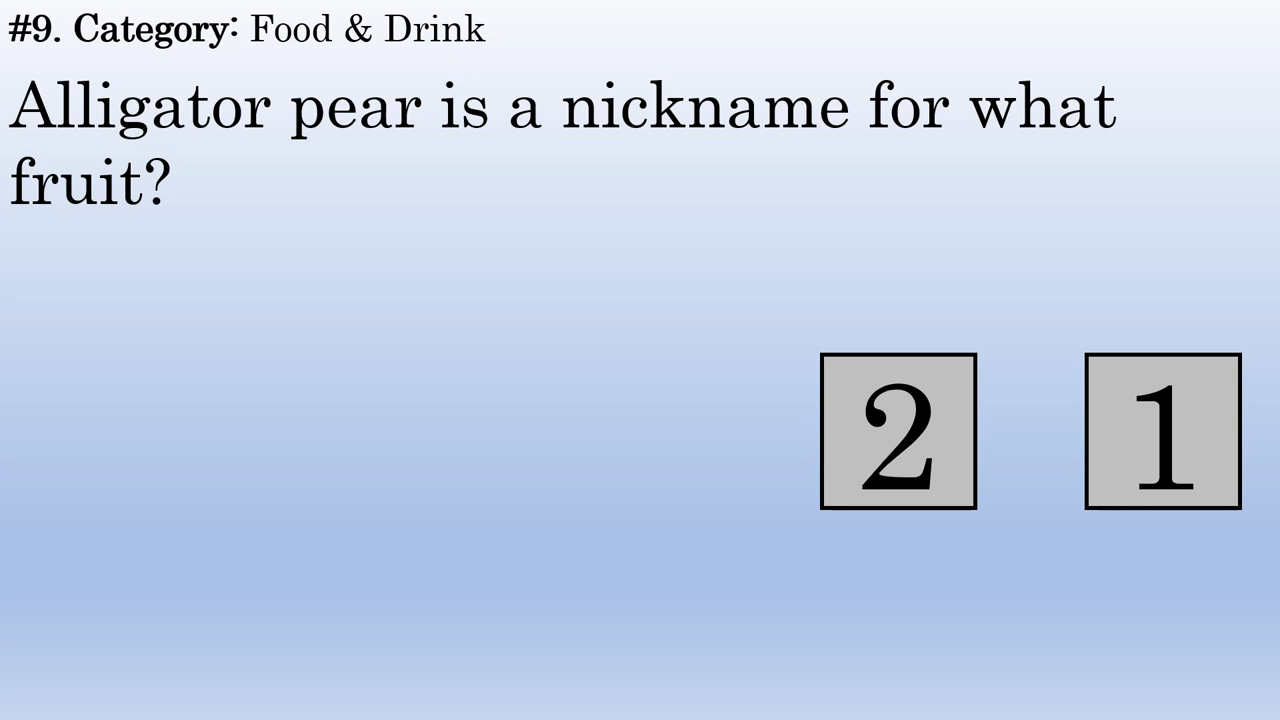 #9. Category: Food & Drink
Alligator pear is a nickname for what
fruit?
2 1